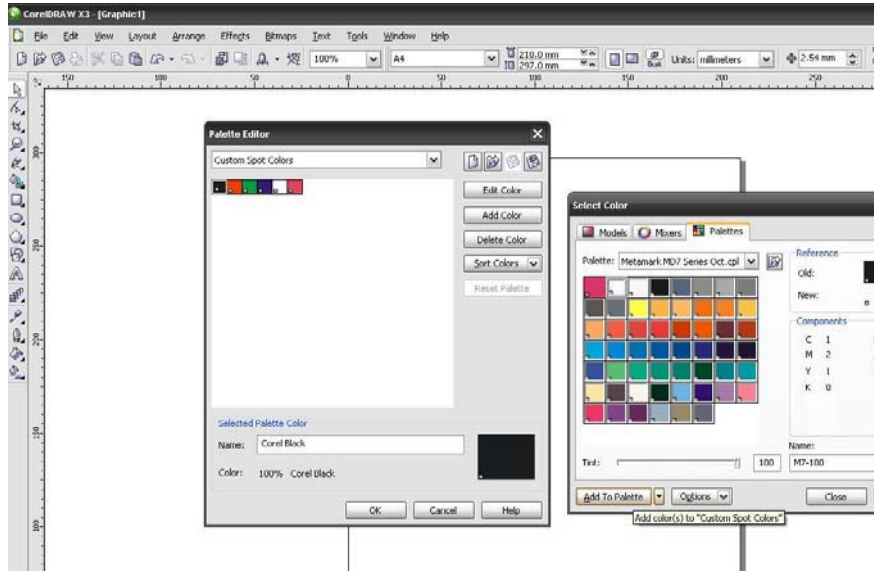 CorelDRAW X3 - [Graphic1]
File Edit View Layout Arrange Effects Bitmaps Text Tools Window Help
100% A4 210.0 mm 297.0 mm Units: millimeters 2.54 mm
150 100 50 0 50 100 150 200 250
300
250
200
150
100
Palette Editor
Custom Spot Colors
Edit Color
Add Color
Delete Color
Sort Colors
Reset Palette
Selected Palette Color
Name: Corel Black
Color: 100% Corel Black
OK Cancel Help
Select Color
Models Mixers Palettes
Palette: Metamark MD7 Series Oct.cpl
Reference
Old:
New:
Components
C 1
M 2
Y 1
K 0
Name:
Tint: 100 M7-100
Add To Palette Options Close
Add color(s) to "Custom Spot Colors"